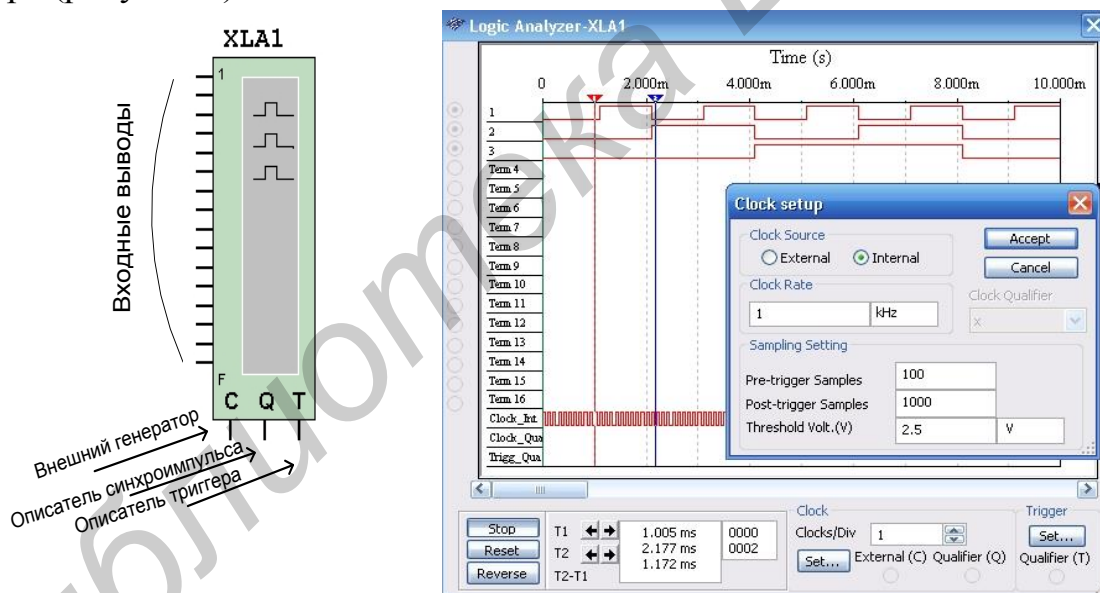 XLA1
1
Входные выводы
F
C Q T
Внешний генератор
Описатель синхроимпульса
Описатель триггера
Logic Analyzer-XLA1
Time (s)
0 2.000m 4.000m 6.000m 8.000m 10.000m
1
2
3
Term 4
Term 5
Term 6
Term 7
Term 8
Term 9
Term 10
Term 11
Term 12
Term 13
Term 14
Term 15
Term 16
Clock_Int
Clock_Qua
Trigg_Qua
Clock setup
Clock Source
External Internal
Accept
Cancel
Clock Rate
1 kHz
Clock Qualifier
x
Sampling Setting
Pre-trigger Samples 100
Post-trigger Samples 1000
Threshold Volt.(V) 2.5 V
Stop
Reset
Reverse
T1 1.005 ms 0000
T2 2.177 ms 0002
T2-T1 1.172 ms
Clock
Clocks/Div 1
Set... External (C) Qualifier (Q)
Trigger
Set...
Qualifier (T)